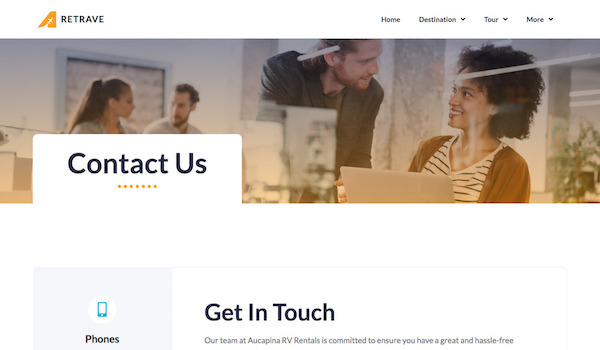 RETRAVE
Home Destination Tour More
Contact Us
Phones
Get In Touch
Our team at Aucapina RV Rentals is committed to ensure you have a great and hassle-free